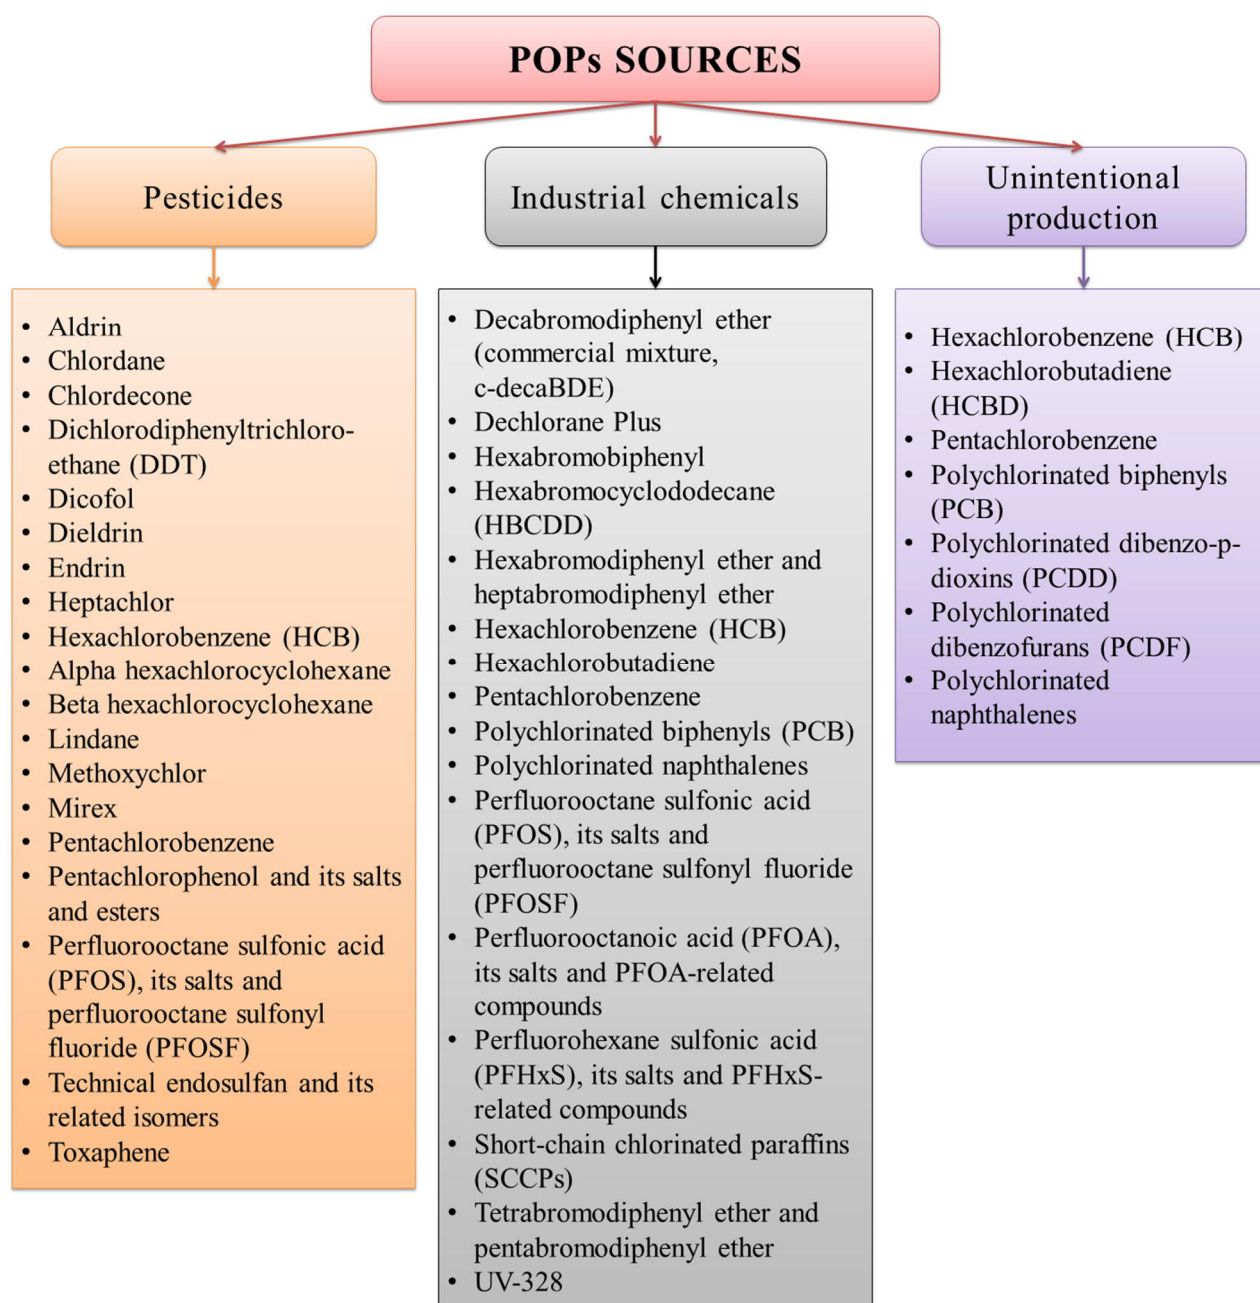 POPs SOURCES
Pesticides
Industrial chemicals
Unintentional
production
• Aldrin
• Chlordane
• Chlordecone
• Dichlorodiphenyltrichloro-
ethane (DDT)
• Dicofol
• Dieldrin
• Endrin
• Heptachlor
• Hexachlorobenzene (HCB)
• Alpha hexachlorocyclohexane
• Beta hexachlorocyclohexane
• Lindane
• Methoxychlor
• Mirex
• Pentachlorobenzene
• Pentachlorophenol and its salts
and esters
• Perfluorooctane sulfonic acid
(PFOS), its salts and
perfluorooctane sulfonyl
fluoride (PFOSF)
• Technical endosulfan and its
related isomers
• Toxaphene
• Decabromodiphenyl ether
(commercial mixture,
c-decaBDE)
• Dechlorane Plus
• Hexabromobiphenyl
• Hexabromocyclododecane
(HBCDD)
• Hexabromodiphenyl ether and
heptabromodiphenyl ether
• Hexachlorobenzene (HCB)
• Hexachlorobutadiene
• Pentachlorobenzene
• Polychlorinated biphenyls (PCB)
• Polychlorinated naphthalenes
• Perfluorooctane sulfonic acid
(PFOS), its salts and
perfluorooctane sulfonyl fluoride
(PFOSF)
• Perfluorooctanoic acid (PFOA),
its salts and PFOA-related
compounds
• Perfluorohexane sulfonic acid
(PFHxS), its salts and PFHxS-
related compounds
• Short-chain chlorinated paraffins
(SCCPs)
• Tetrabromodiphenyl ether and
pentabromodiphenyl ether
• UV-328
• Hexachlorobenzene (HCB)
• Hexachlorobutadiene
(HCBD)
• Pentachlorobenzene
• Polychlorinated biphenyls
(PCB)
• Polychlorinated dibenzo-p-
dioxins (PCDD)
• Polychlorinated
dibenzofurans (PCDF)
• Polychlorinated
naphthalenes